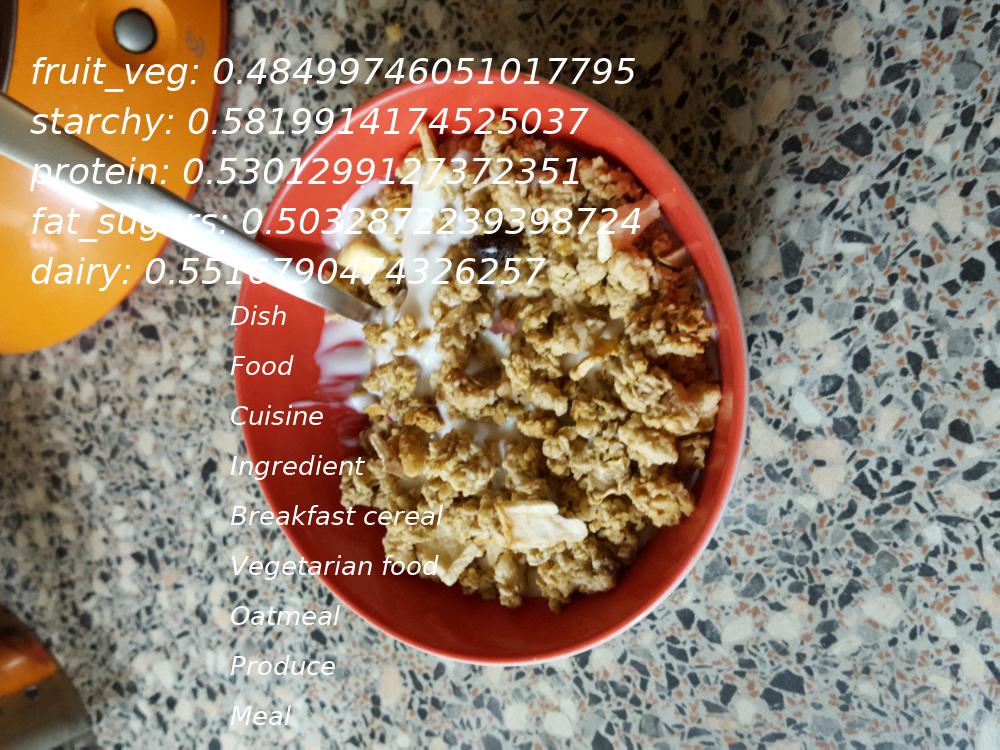 fruit_veg: 0.48499746051017795
starchy: 0.5819914174525037
protein: 0.5301299127372351
fat_sugars: 0.5032872239398724
dairy: 0.5516790474326257
Dish
Food
Cuisine
Ingredient
Breakfast cereal
Vegetarian food
Oatmeal
Produce
Meal